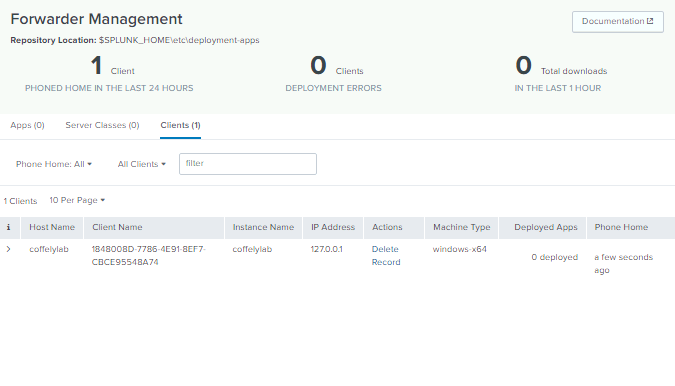 Forwarder Management
Documentation
Repository Location: $SPLUNK_HOME\etc\deployment-apps
1 Client
PHONED HOME IN THE LAST 24 HOURS
0 Clients
DEPLOYMENT ERRORS
0 Total downloads
IN THE LAST 1 HOUR
Apps (0) Server Classes (0) Clients (1)
Phone Home: All All Clients filter
1 Clients 10 Per Page
i Host Name Client Name Instance Name IP Address Actions Machine Type Deployed Apps Phone Home
coffelylab 1848008D-7786-4E91-8EF7- coffelylab 127.0.0.1 Delete windows-x64 0 deployed a few seconds
CBCE95548A74 Record ago